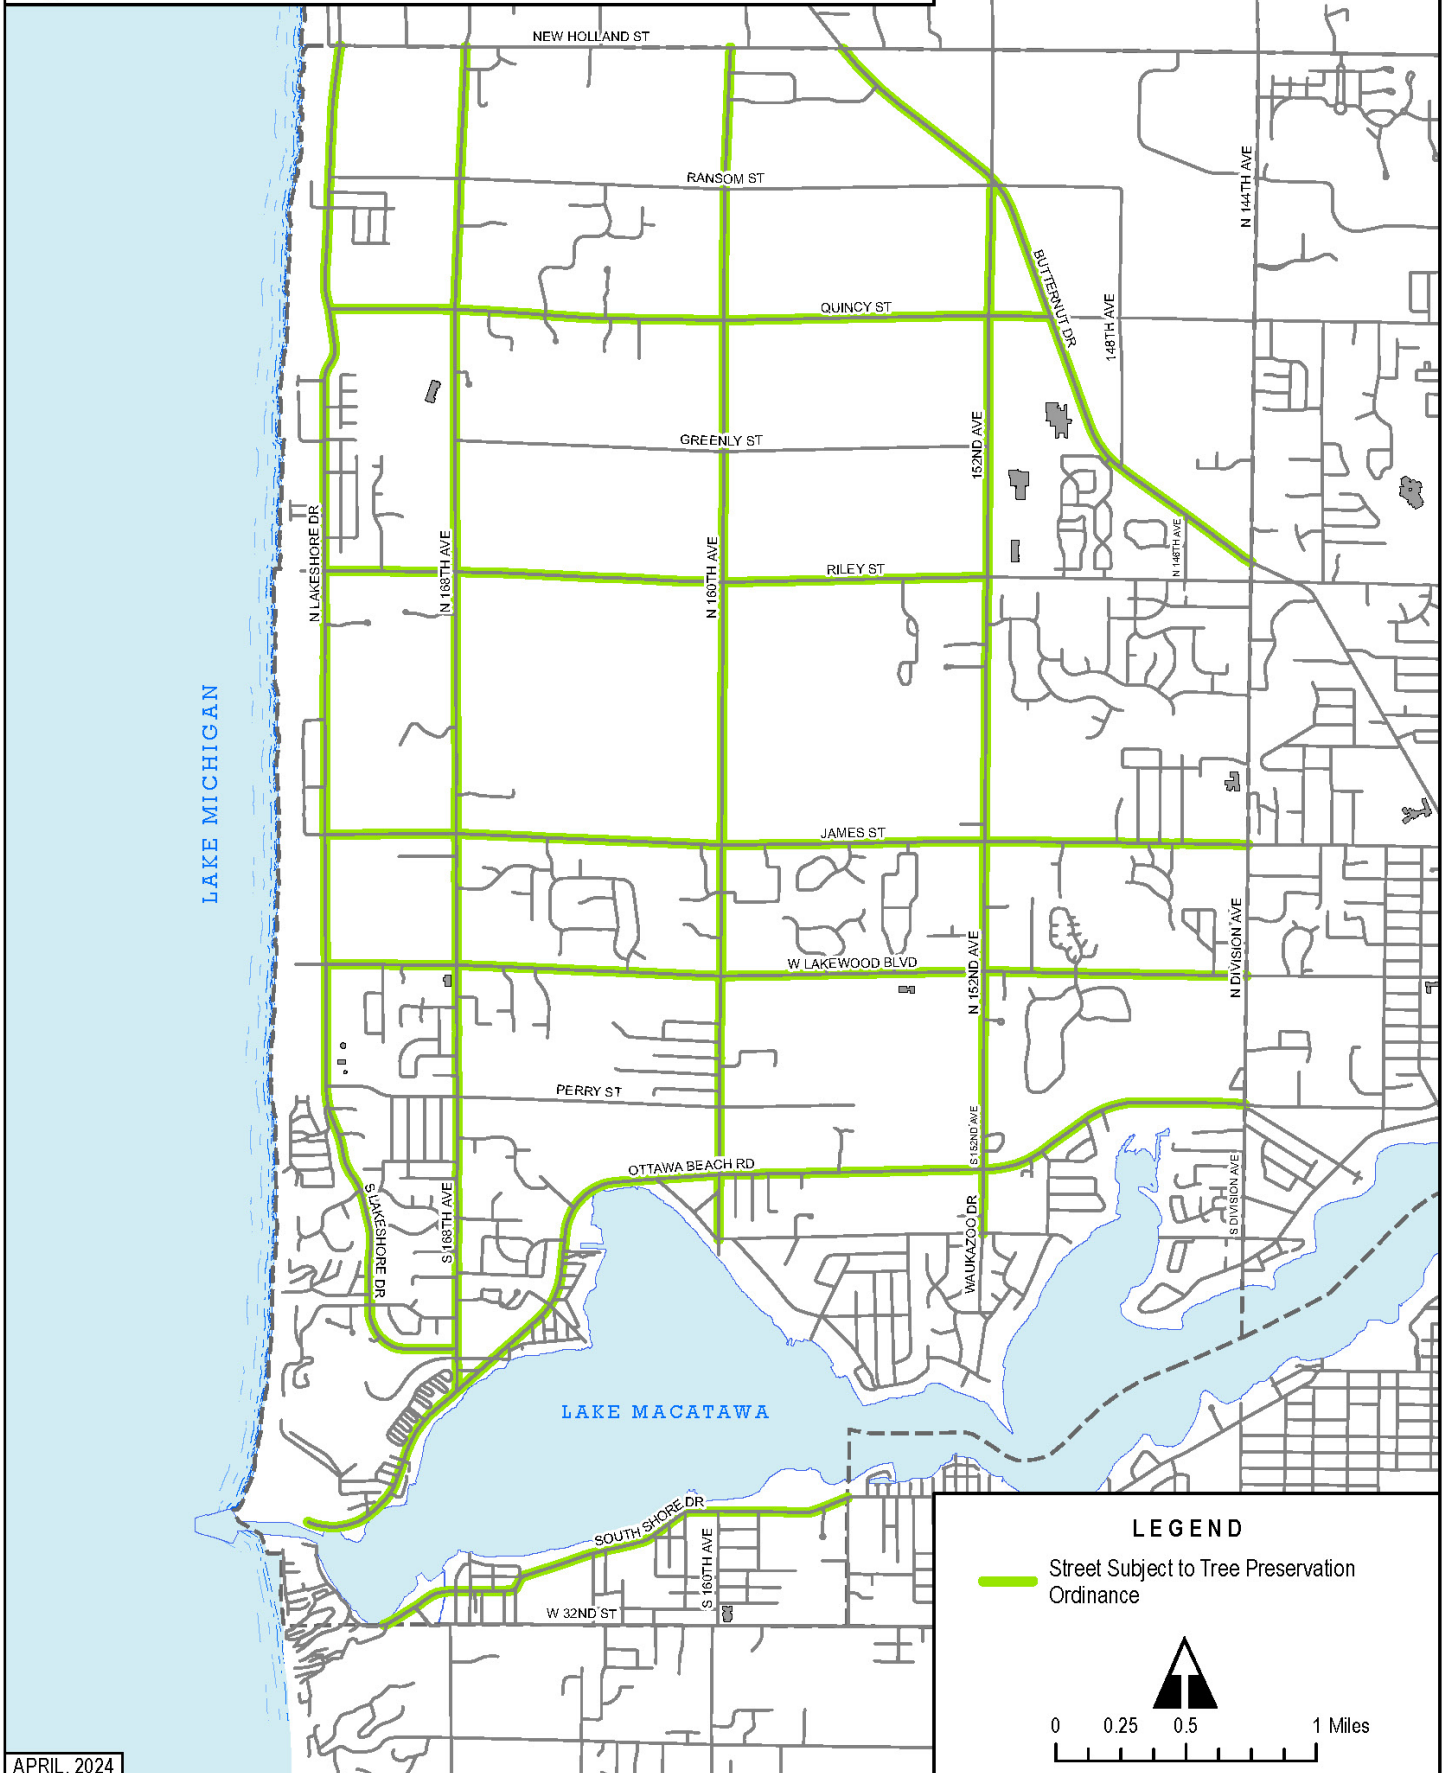 NEW HOLLAND ST
RANSOM ST
N 144TH AVE
BUTTERNUT DR
QUINCY ST
148TH AVE
GREENLY ST
152ND AVE
N LAKESHORE DR
N 168TH AVE
N 160TH AVE
N 146TH AVE
RILEY ST
LAKE MICHIGAN
JAMES ST
W LAKEWOOD BLVD
N 152ND AVE
N DIVISION AVE
PERRY ST
S 152ND AVE
OTTAWA BEACH RD
S LAKESHORE DR
S 168TH AVE
WAUKAZOO DR
S DIVISION AVE
LAKE MACATAWA
SOUTH SHORE DR
S 160TH AVE
W 32ND ST
LEGEND
Street Subject to Tree Preservation
Ordinance
0 0.25 0.5 1 Miles
APRIL, 2024